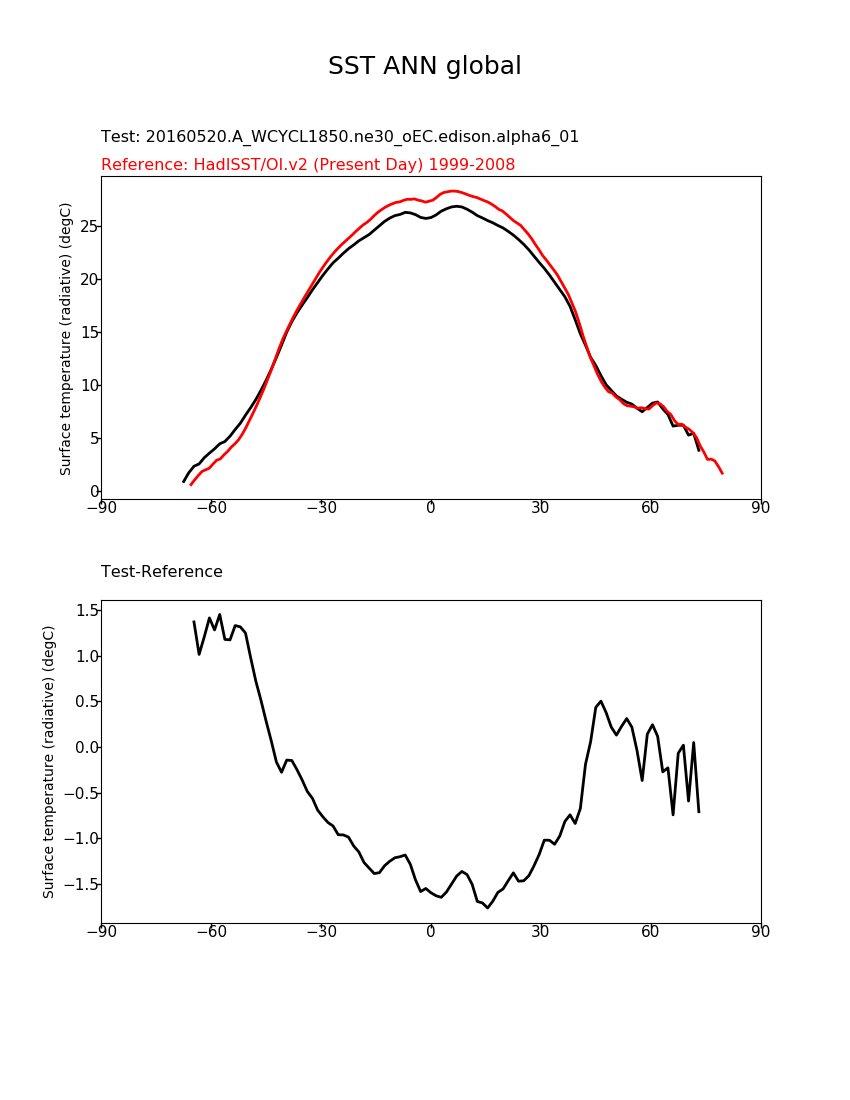 SST ANN global
Test: 20160520.A_WCYCL1850.ne30_oEC.edison.alpha6_01
Reference: HadISST/OI.v2 (Present Day) 1999-2008
Surface temperature (radiative) (degC)
25
20
15
10
5
0
−90 −60 −30 0 30 60 90
Test-Reference
Surface temperature (radiative) (degC)
1.5
1.0
0.5
0.0
−0.5
−1.0
−1.5
−90 −60 −30 0 30 60 90